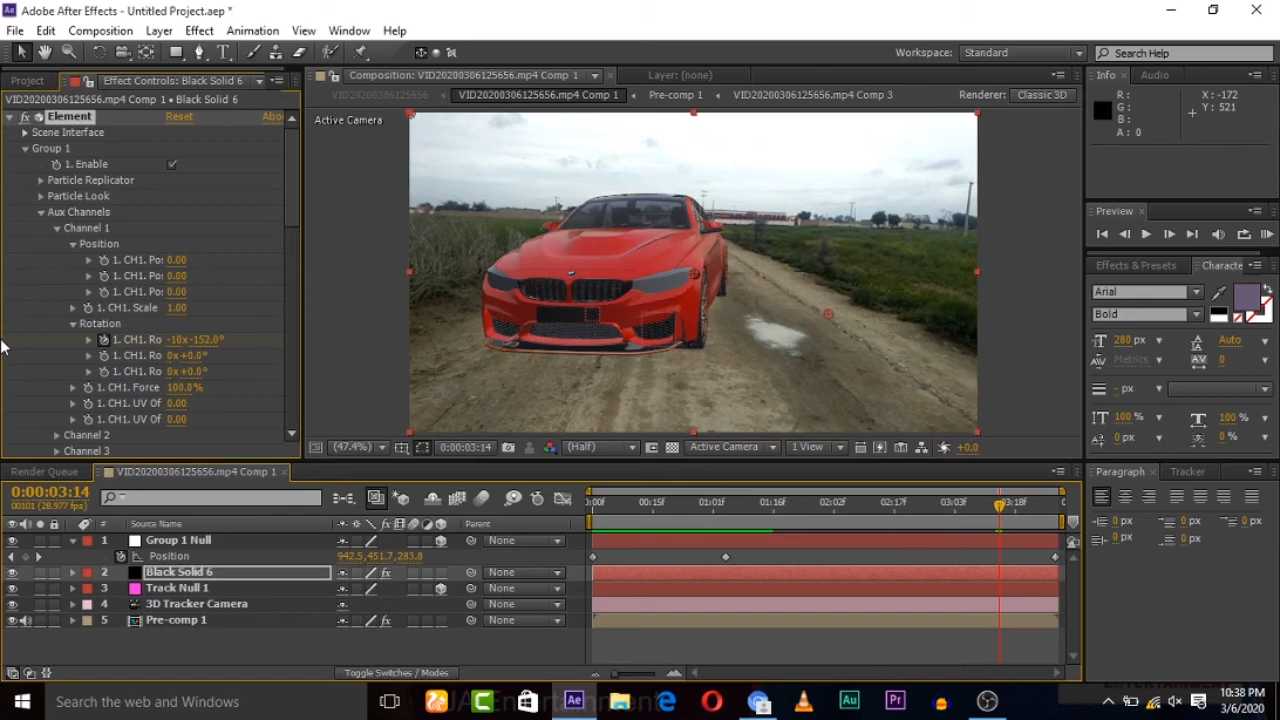 Adobe After Effects - Untitled Project.aep *
File Edit Composition Layer Effect Animation View Window Help
Workspace: Standard Search Help
Project Effect Controls: Black Solid 6 Composition: VID20200306125656.mp4 Comp 1 Layer: (none) Info Audio
VID20200306125656.mp4 Comp 1 • Black Solid 6
VID20200306125656 VID20200306125656.mp4 Comp 1 Pre-comp 1 VID20200306125656.mp4 Comp 3 Renderer: Classic 3D
Element Reset Abo
Active Camera
Scene Interface
Group 1
1. Enable
Particle Replicator
Particle Look
Aux Channels
Channel 1
Position
1. CH1. Po: 0.00
1. CH1. Po: 0.00
1. CH1. Po: 0.00
1. CH1. Scale 1.00
Rotation
1. CH1. Ro -10x-152.0°
1. CH1. Ro 0x+0.0°
1. CH1. Ro 0x+0.0°
1. CH1. Force 100.0%
1. CH1. UV Of 0.00
1. CH1. UV Of 0.00
Channel 2
Channel 3
(47.4%) 0:00:03:14 (Half) Active Camera 1 View +0.0
R:
G:
B:
A: 0
X: -172
Y: 521
Preview
Effects & Presets Characte
Arial
Bold
280 px Auto
Metrics 0
- px
100 % 100 %
0 px 0 %
Paragraph Tracker
0 px 0 px 0 px
0 px 0 px
Render Queue VID20200306125656.mp4 Comp 1
0:00:03:14
00101 (28.977 fps)
:00f 00:15f 01:01f 01:16f 02:02f 02:17f 03:03f 03:18f
# Source Name Parent
1 Group 1 Null None
Position 942.5,451.7,283.8
2 Black Solid 6 None
3 Track Null 1 None
4 3D Tracker Camera None
5 Pre-comp 1 None
Toggle Switches / Modes
Search the web and Windows
10:38 PM
3/6/2020